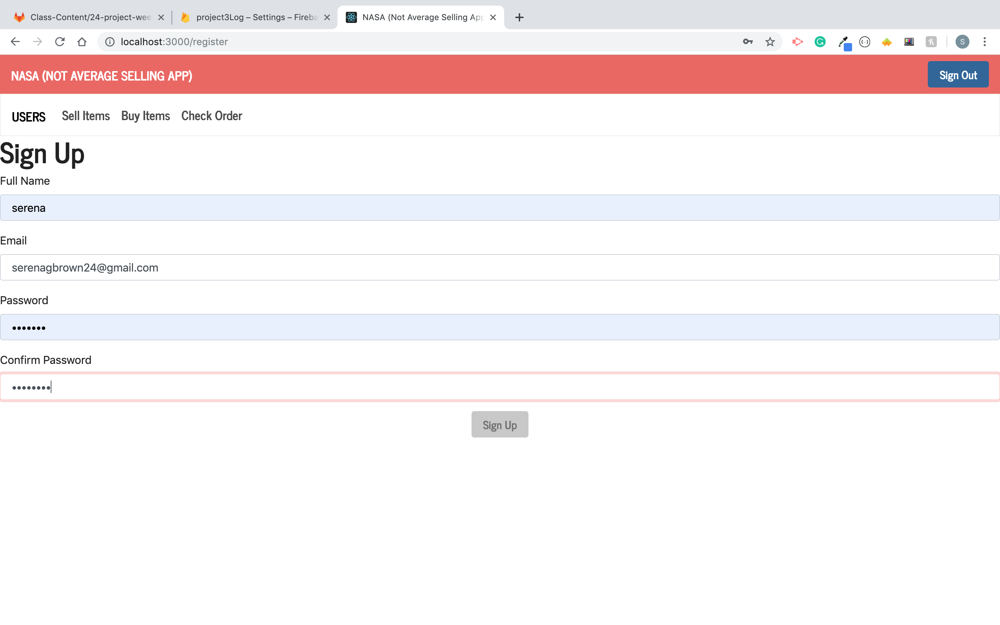 Class-Content/24-project-wee
project3Log – Settings – Fireba
NASA (Not Average Selling App
localhost:3000/register
S
NASA (NOT AVERAGE SELLING APP)
Sign Out
USERS Sell Items Buy Items Check Order
Sign Up
Full Name
serena
Email
serenagbrown24@gmail.com
Password
•••••••
Confirm Password
••••••••
Sign Up